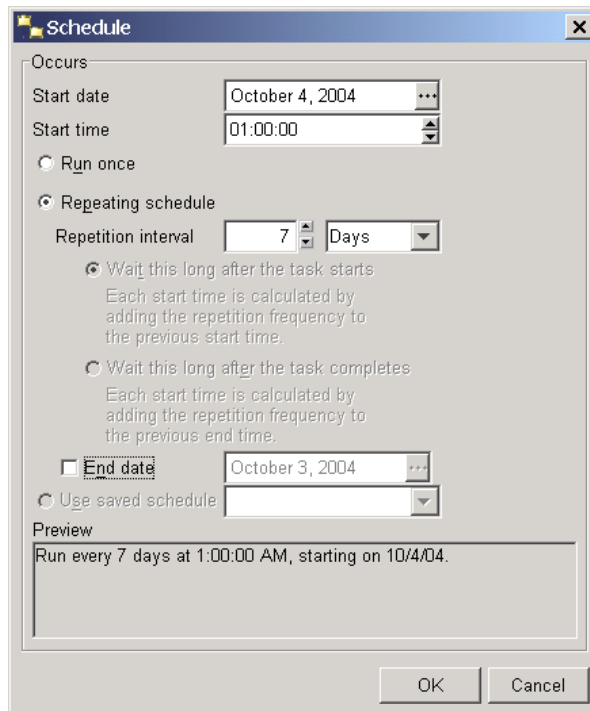 Schedule
Occurs
Start date October 4, 2004 ...
Start time 01:00:00
Run once
Repeating schedule
Repetition interval 7 Days
Wait this long after the task starts
Each start time is calculated by
adding the repetition frequency to
the previous start time.
Wait this long after the task completes
Each start time is calculated by
adding the repetition frequency to
the previous end time.
End date October 3, 2004 ...
Use saved schedule
Preview
Run every 7 days at 1:00:00 AM, starting on 10/4/04.
OK Cancel